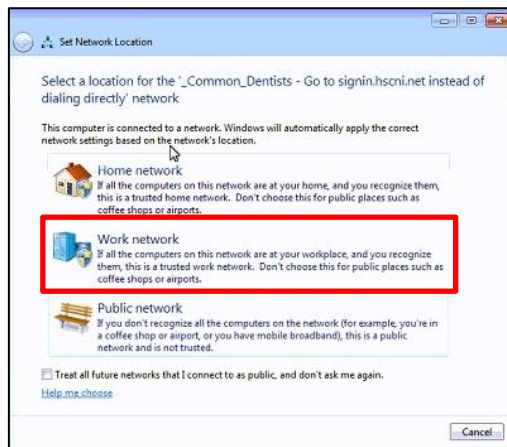 Set Network Location
Select a location for the '_Common_Dentists - Go to signin.hscni.net instead of
dialing directly' network
This computer is connected to a network. Windows will automatically apply the correct
network settings based on the network's location.
Home network
If all the computers on this network are at your home, and you recognize them,
this is a trusted home network. Don't choose this for public places such as
coffee shops or airports.
Work network
If all the computers on this network are at your workplace, and you recognize
them, this is a trusted work network. Don't choose this for public places such as
coffee shops or airports.
Public network
If you don't recognize all the computers on the network (for example, you're in
a coffee shop or airport, or you have mobile broadband), this is a public
network and is not trusted.
Treat all future networks that I connect to as public, and don't ask me again.
Help me choose
Cancel